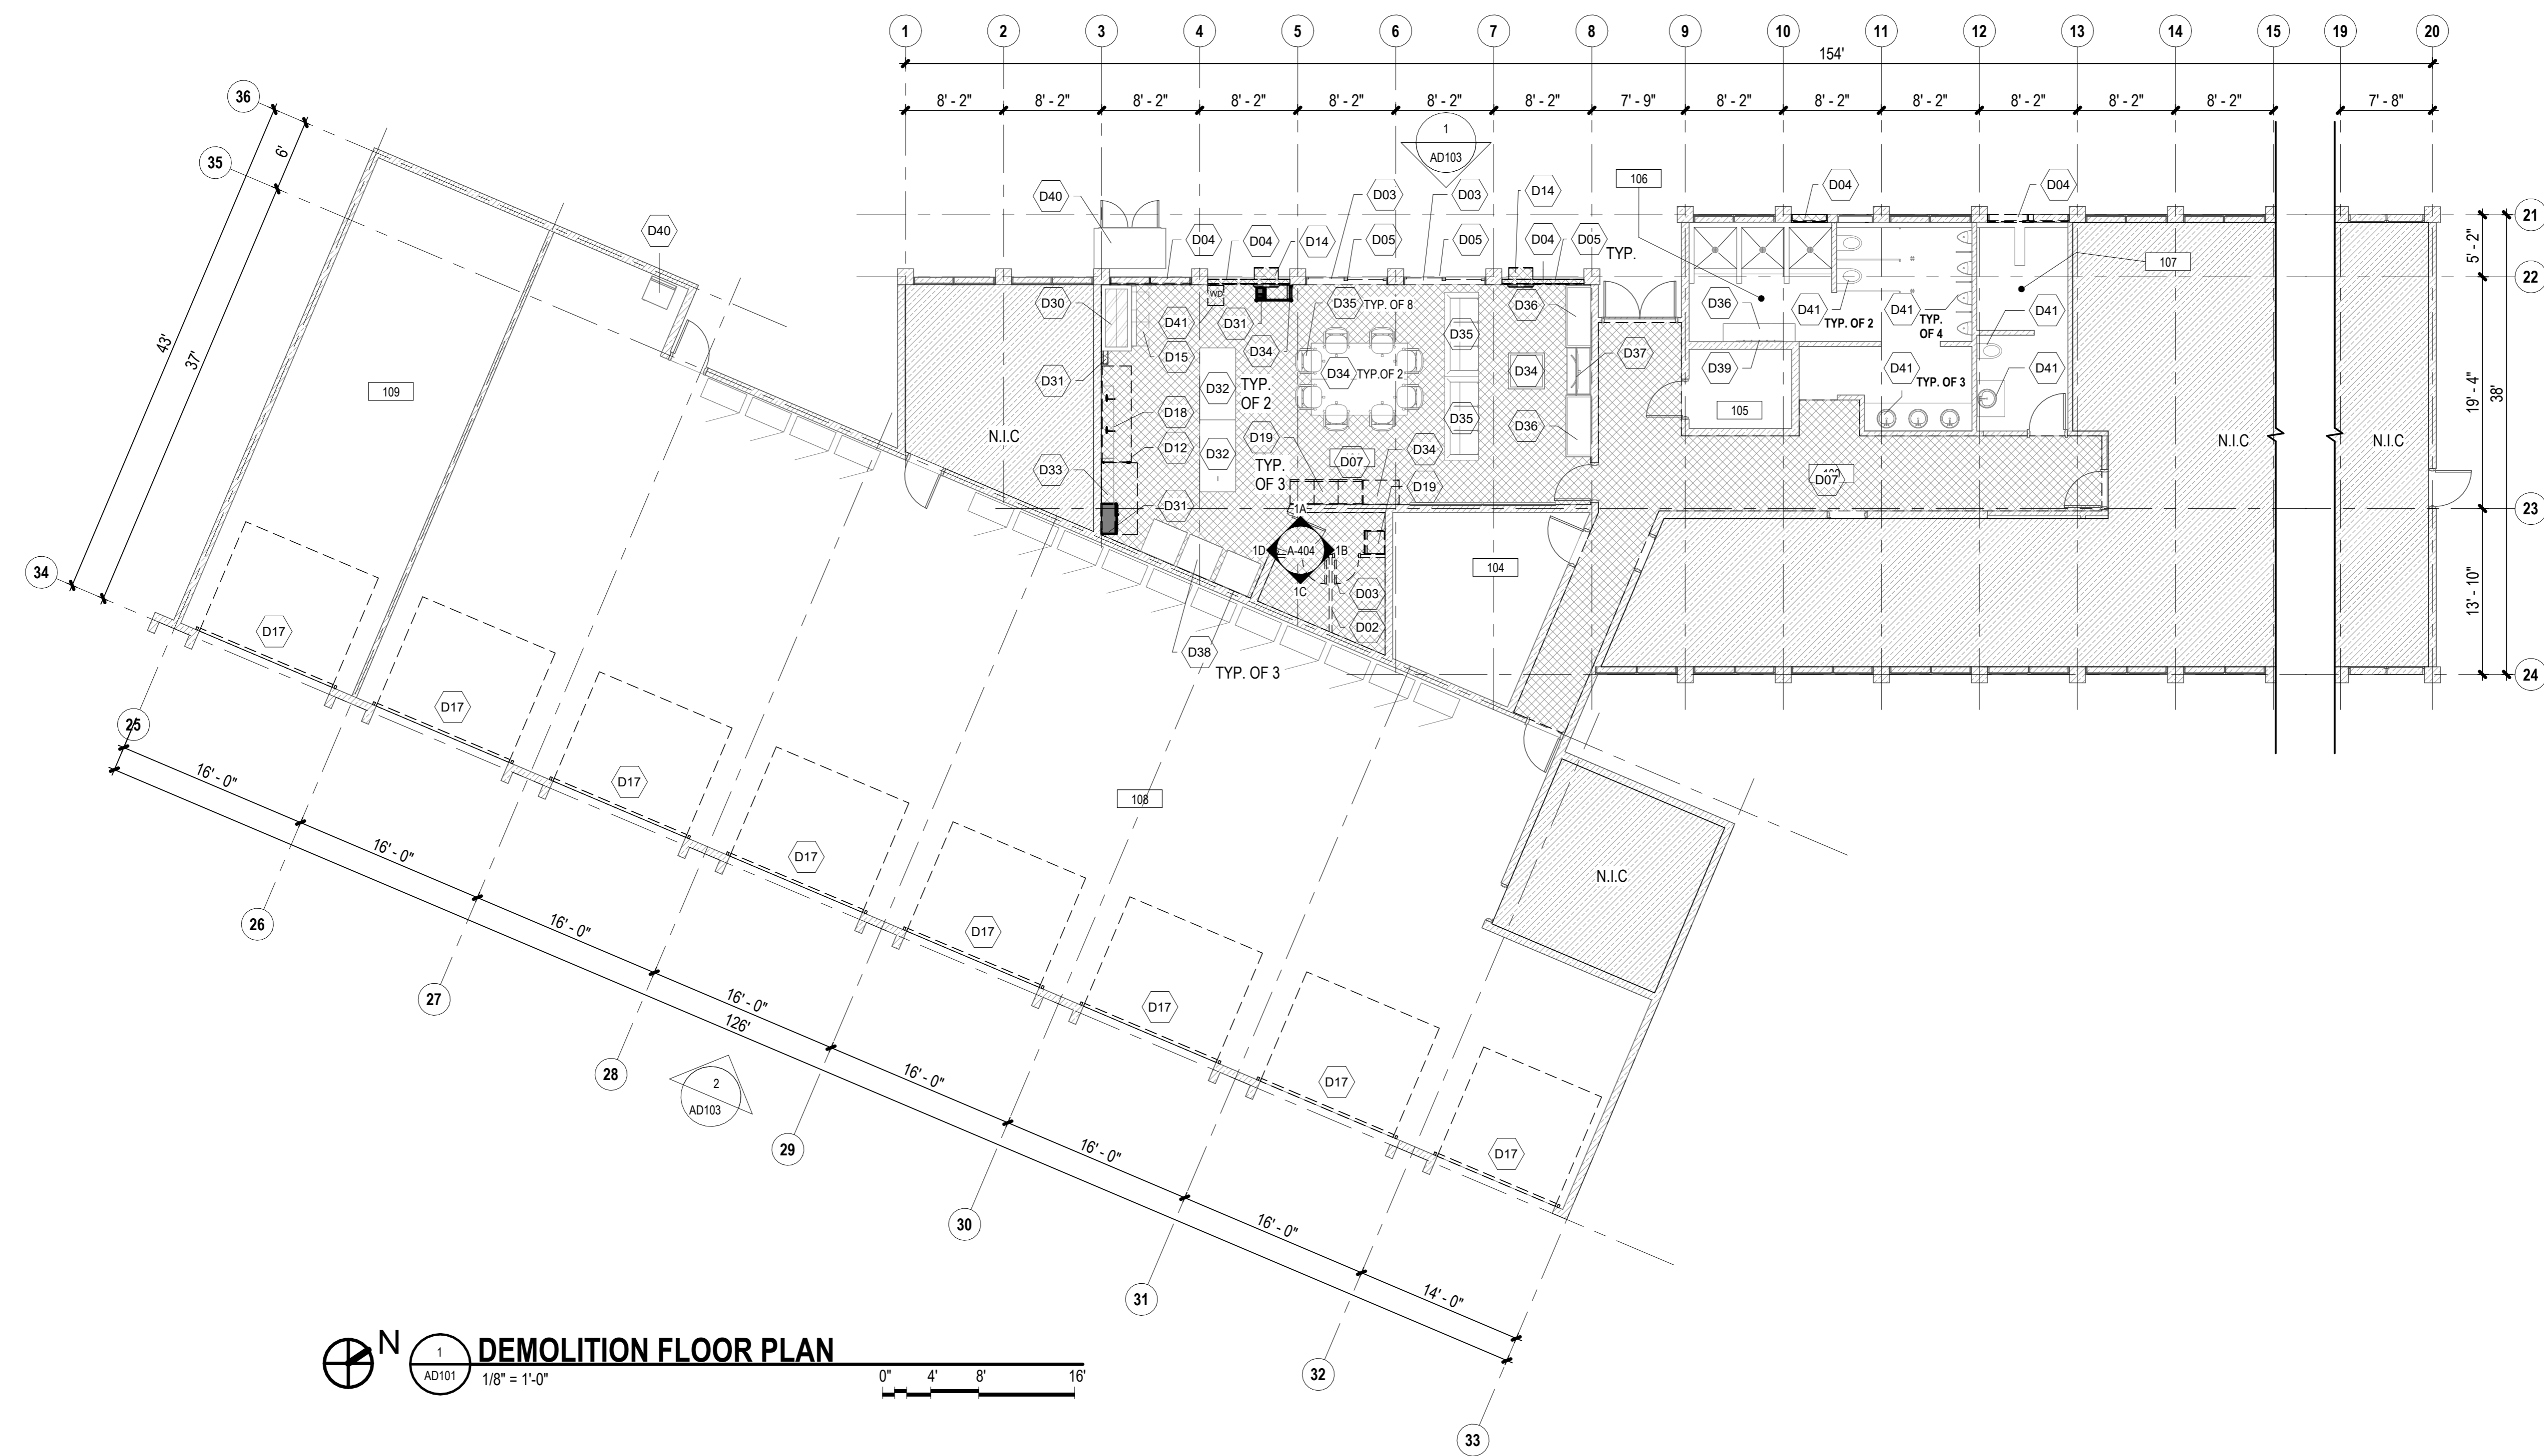 1
2
3
4
5
6
7
8
9
10
11
12
13
14
15
19
20
154'
8' - 2"
8' - 2"
8' - 2"
8' - 2"
8' - 2"
8' - 2"
8' - 2"
7' - 9"
8' - 2"
8' - 2"
8' - 2"
8' - 2"
8' - 2"
8' - 2"
7' - 8"
36
35
6'
43'
37'
34
1
AD103
106
D04
D04
107
21
22
23
24
5' - 2"
19' - 4"
38'
13' - 10"
D40
D40
D03
D03
D14
D04
D04
D14
D05
D05
D04
D05
TYP.
109
N.I.C
D30
D41
WD
D31
D35
TYP. OF 8
D36
D36
D41
TYP. OF 2
D41
TYP.
OF 4
D41
D15
D34
D35
D37
D31
D32
TYP.
OF 2
D34
TYP.OF 2
D34
D39
D41
TYP. OF 3
D41
105
D18
D35
D36
D12
D32
D19
D34
D07
TYP.
OF 3
D33
D19
D07
D31
N.I.C
N.I.C
1A
1D
A-404
1B
1C
104
D03
D02
D38
TYP. OF 3
D17
D17
D17
D17
D17
D17
D17
D17
108
N.I.C
25
26
27
28
29
30
31
32
33
16' - 0"
16' - 0"
16' - 0"
16' - 0"
16' - 0"
16' - 0"
16' - 0"
14' - 0"
126'
2
AD103
N
1
AD101
DEMOLITION FLOOR PLAN
1/8" = 1'-0"
0" 4' 8' 16'